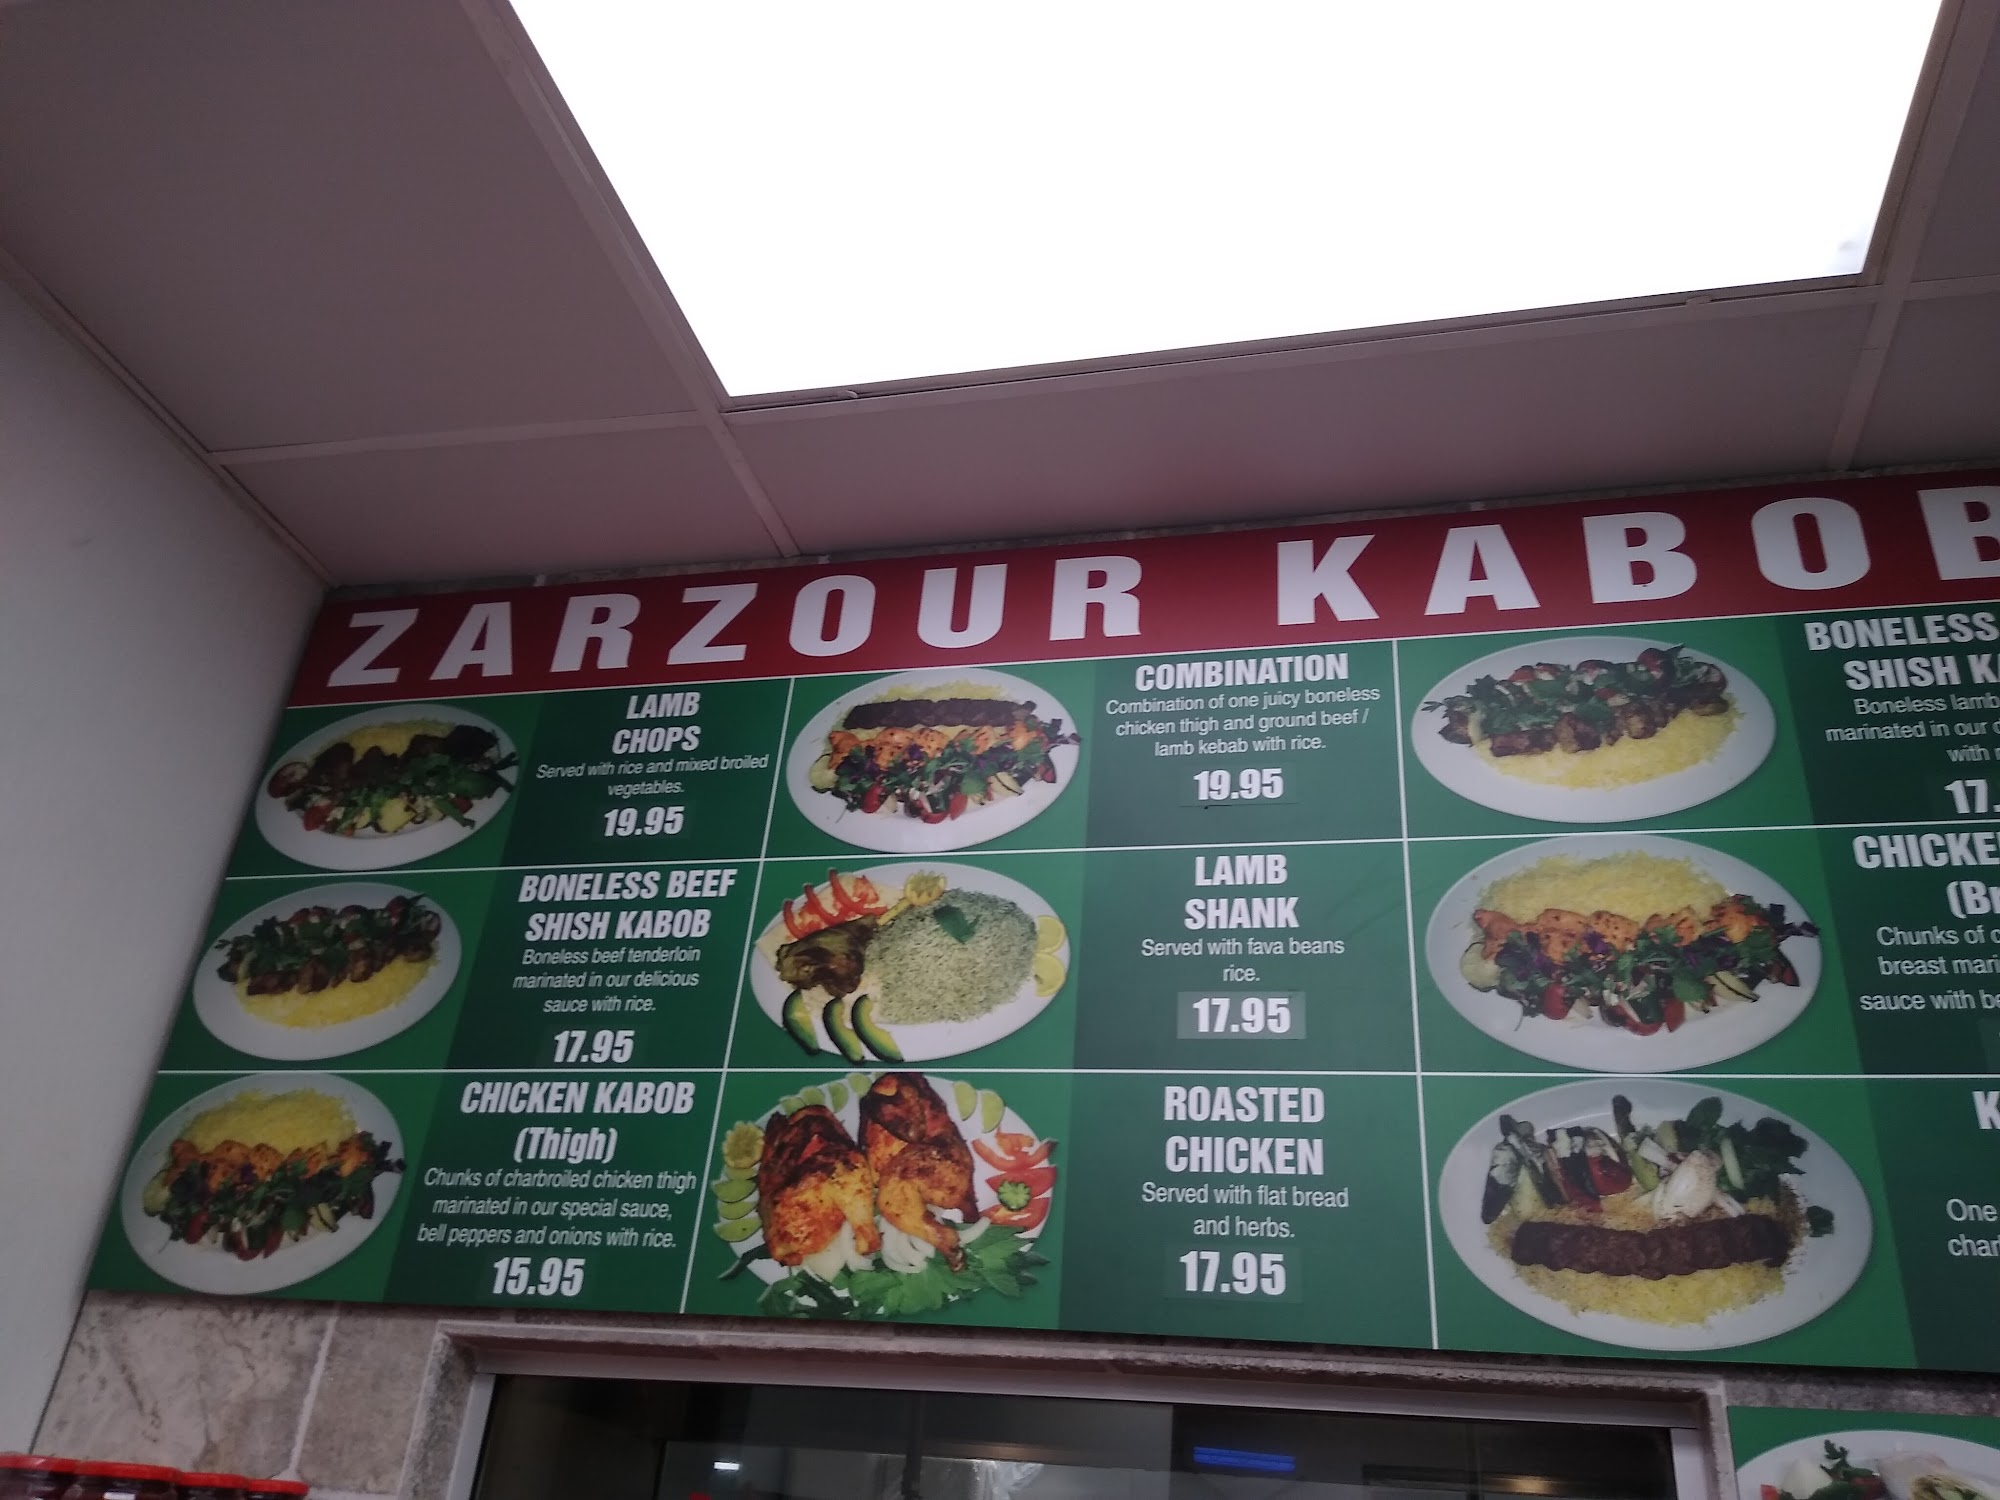 ZARZOUR KABOB
LAMB
CHOPS
Served with rice and mixed broiled
vegetables.
19.95
BONELESS BEEF
SHISH KABOB
Boneless beef tenderloin
marinated in our delicious
sauce with rice.
17.95
CHICKEN KABOB
(Thigh)
Chunks of charbroiled chicken thigh
marinated in our special sauce,
bell peppers and onions with rice.
15.95
COMBINATION
Combination of one juicy boneless
chicken thigh and ground beef /
lamb kebab with rice.
19.95
LAMB
SHANK
Served with fava beans
rice.
17.95
ROASTED
CHICKEN
Served with flat bread
and herbs.
17.95
BONELESS
SHISH
Boneless lamb
marinated in our
with
17.
Chunks of
breast
sauce with
One